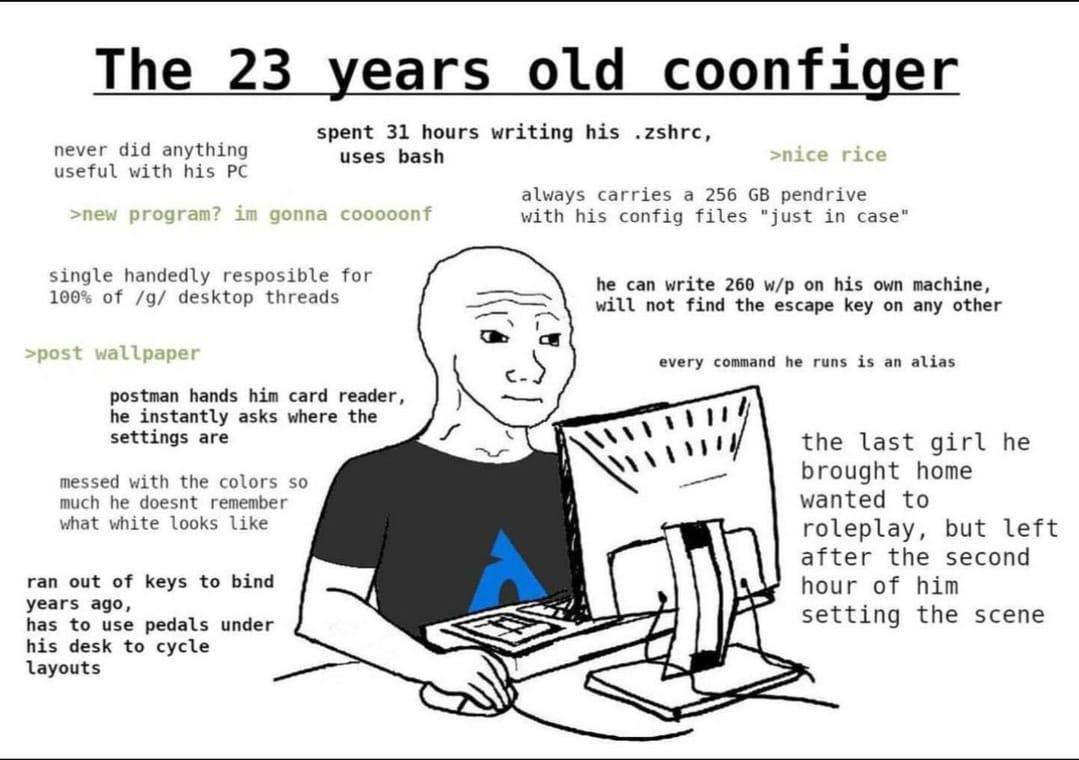 The 23 years old coonfiger
spent 31 hours writing his .zshrc,
uses bash
never did anything
useful with his PC
>nice rice
always carries a 256 GB pendrive
with his config files "just in case"
>new program? im gonna cooooonf
single handedly resposible for
100% of /g/ desktop threads
he can write 260 w/p on his own machine,
will not find the escape key on any other
>post wallpaper
every command he runs is an alias
postman hands him card reader,
he instantly asks where the
settings are
the last girl he
brought home
wanted to
roleplay, but left
after the second
hour of him
setting the scene
messed with the colors so
much he doesnt remember
what white looks like
ran out of keys to bind
years ago,
has to use pedals under
his desk to cycle
layouts